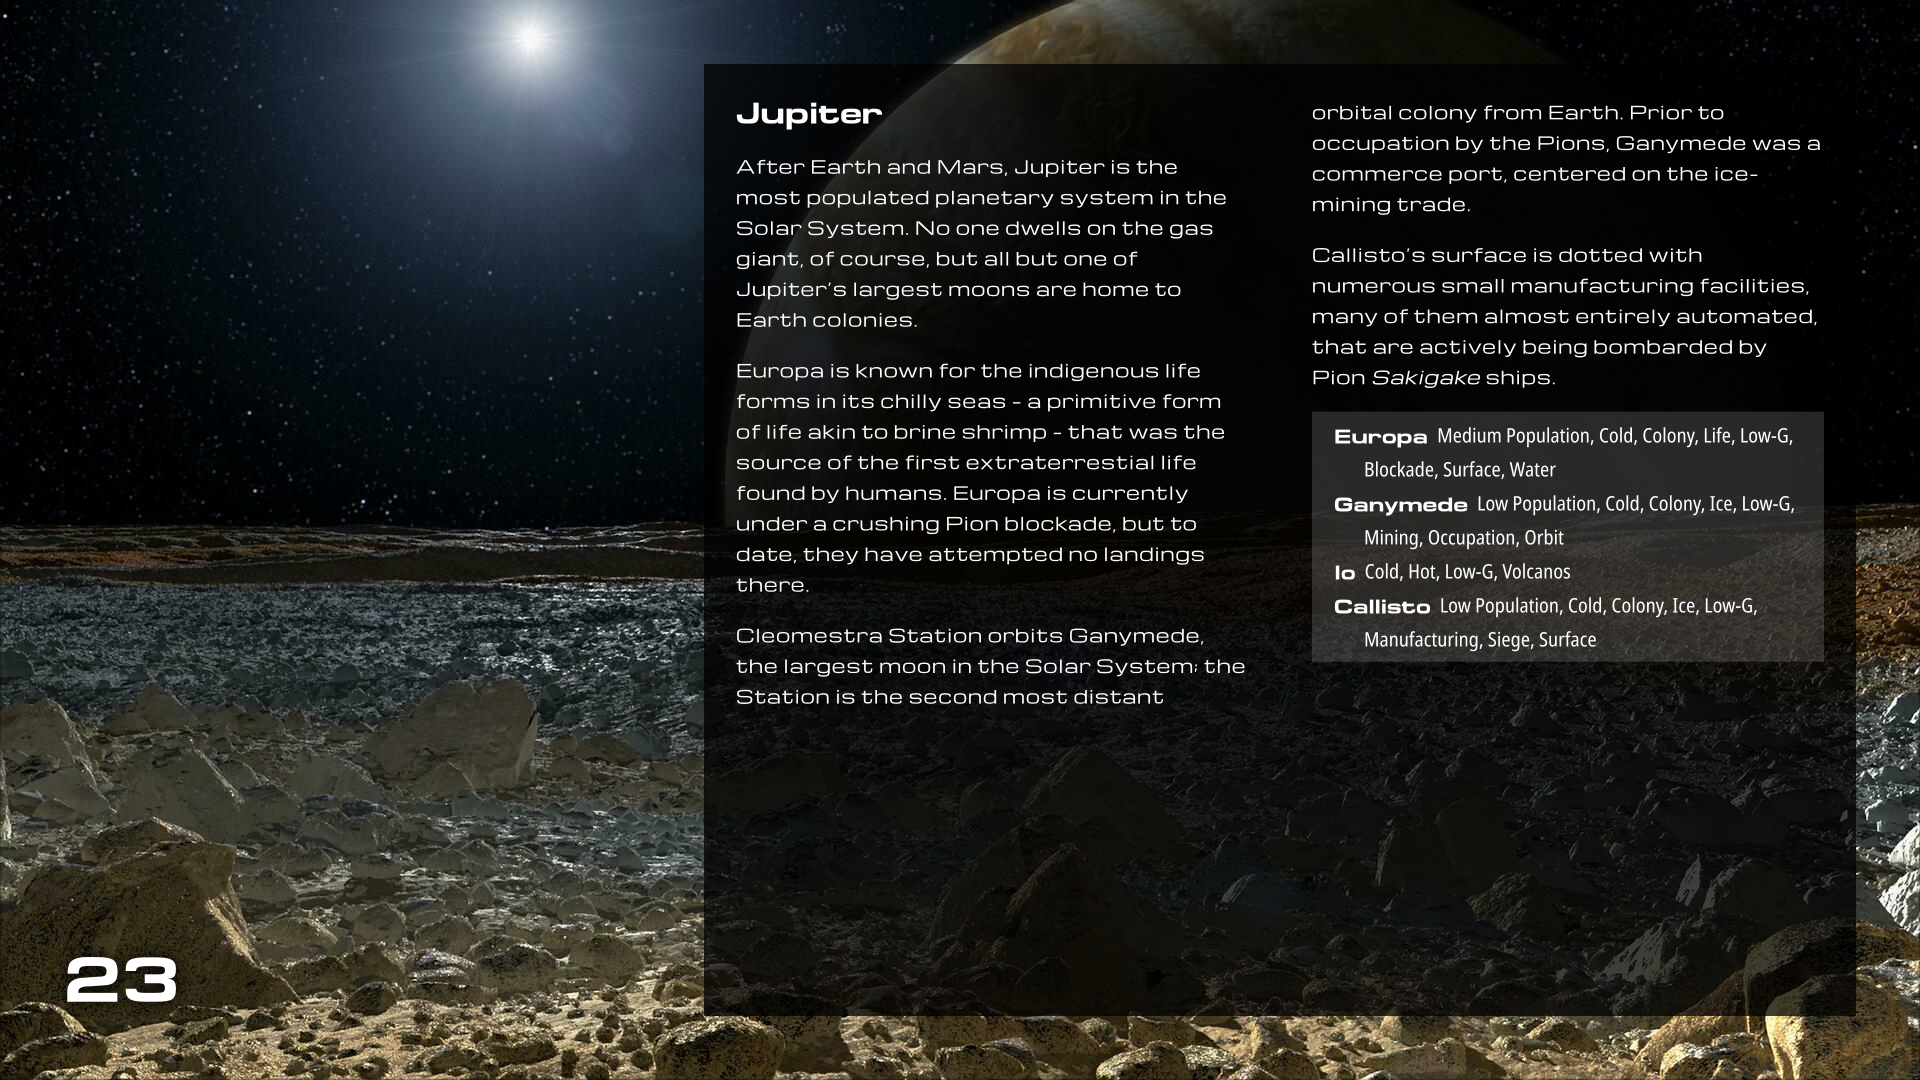 Jupiter
After Earth and Mars, Jupiter is the
most populated planetary system in the
Solar System. No one dwells on the gas
giant, of course, but all but one of
Jupiter's largest moons are home to
Earth colonies.
Europa is known for the indigenous life
forms in its chilly seas - a primitive form
of life akin to brine shrimp - that was the
source of the first extraterrestial life
found by humans. Europa is currently
under a crushing Pion blockade, but to
date, they have attempted no landings
there.
Cleomestra Station orbits Ganymede,
the largest moon in the Solar System; the
Station is the second most distant
orbital colony from Earth. Prior to
occupation by the Pions, Ganymede was a
commerce port, centered on the ice-
mining trade.
Callisto's surface is dotted with
numerous small manufacturing facilities,
many of them almost entirely automated,
that are actively being bombarded by
Pion Sakigake ships.
Europa Medium Population, Cold, Colony, Life, Low-G,
Blockade, Surface, Water
Ganymede Low Population, Cold, Colony, Ice, Low-G,
Mining, Occupation, Orbit
Io Cold, Hot, Low-G, Volcanos
Callisto Low Population, Cold, Colony, Ice, Low-G,
Manufacturing, Siege, Surface
23